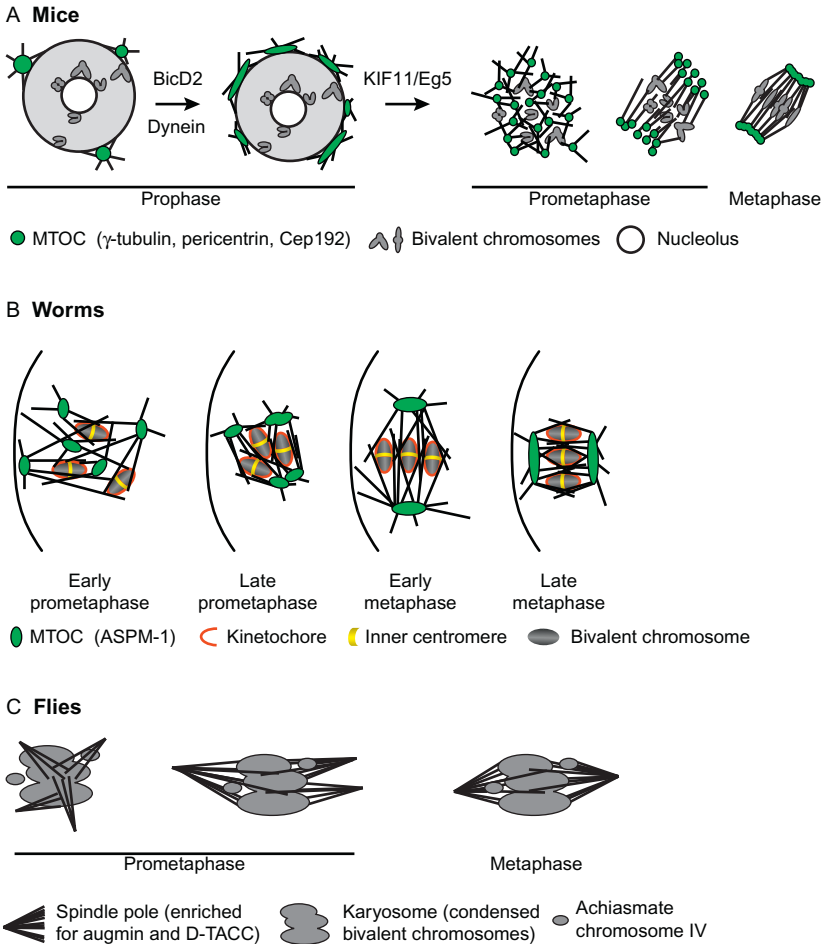 A Mice
BicD2
Dynein
KIF11/Eg5
Prophase
Prometaphase
Metaphase
MTOC (γ-tubulin, pericentrin, Cep192)
Bivalent chromosomes
Nucleolus
B Worms
Early
prometaphase
Late
prometaphase
Early
metaphase
Late
metaphase
MTOC (ASPM-1)
Kinetochore
Inner centromere
Bivalent chromosome
C Flies
Prometaphase
Metaphase
Spindle pole (enriched
for augmin and D-TACC)
Karyosome (condensed
bivalent chromosomes)
Achiasmate
chromosome IV